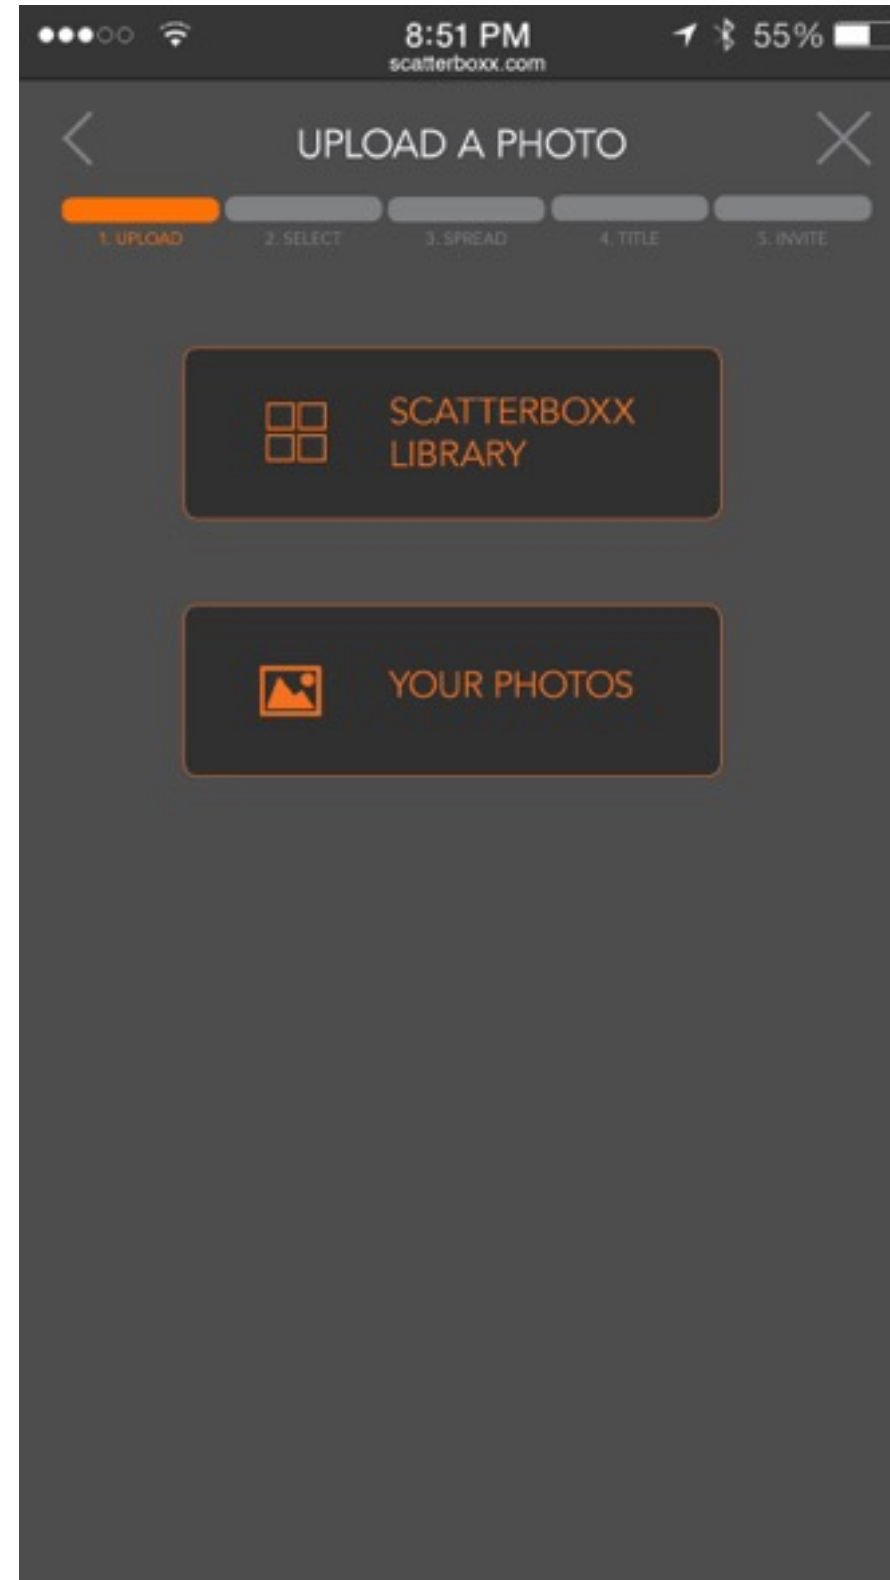 8:51 PM 55%
scatterboxx.com
UPLOAD A PHOTO
1. UPLOAD 2. SELECT 3. SPREAD 4. TITLE 5. INVITE
SCATTERBOXX
LIBRARY
YOUR PHOTOS